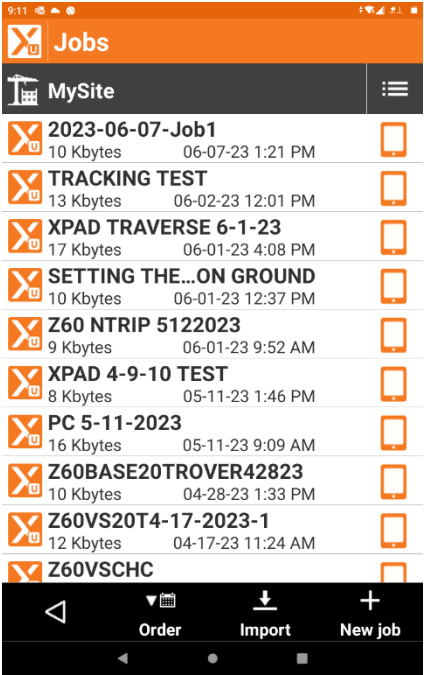 9:11
XU Jobs
MySite
2023-06-07-Job1
10 Kbytes 06-07-23 1:21 PM
TRACKING TEST
13 Kbytes 06-02-23 12:01 PM
XPAD TRAVERSE 6-1-23
17 Kbytes 06-01-23 4:08 PM
SETTING THE...ON GROUND
10 Kbytes 06-01-23 12:37 PM
Z60 NTRIP 5122023
9 Kbytes 06-01-23 9:52 AM
XPAD 4-9-10 TEST
8 Kbytes 05-11-23 1:46 PM
PC 5-11-2023
16 Kbytes 05-11-23 9:09 AM
Z60BASE20TROVER42823
10 Kbytes 04-28-23 1:33 PM
Z60VS20T4-17-2023-1
12 Kbytes 04-17-23 11:24 AM
Z60VSCHC
Order Import New job